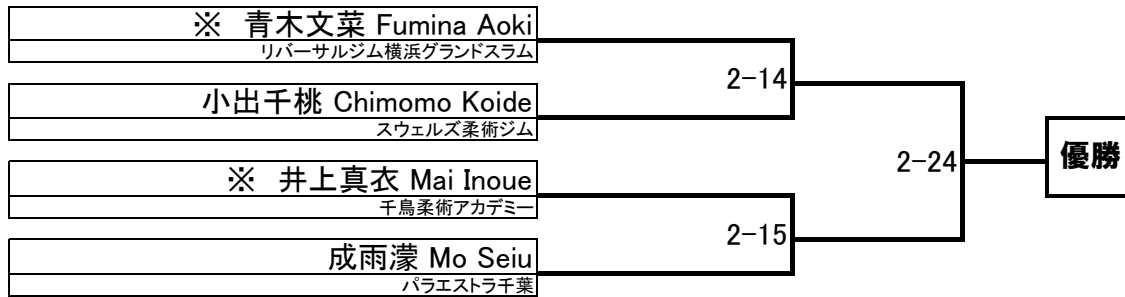 ※ 青木文菜 Fumina Aoki
リバーサルジム横浜グランドスラム
2-14
小出千桃 Chimomo Koide
スウェルズ柔術ジム
2-24
優勝
※ 井上真衣 Mai Inoue
千鳥柔術アカデミー
2-15
成雨濛 Mo Seiu
パラエストラ千葉